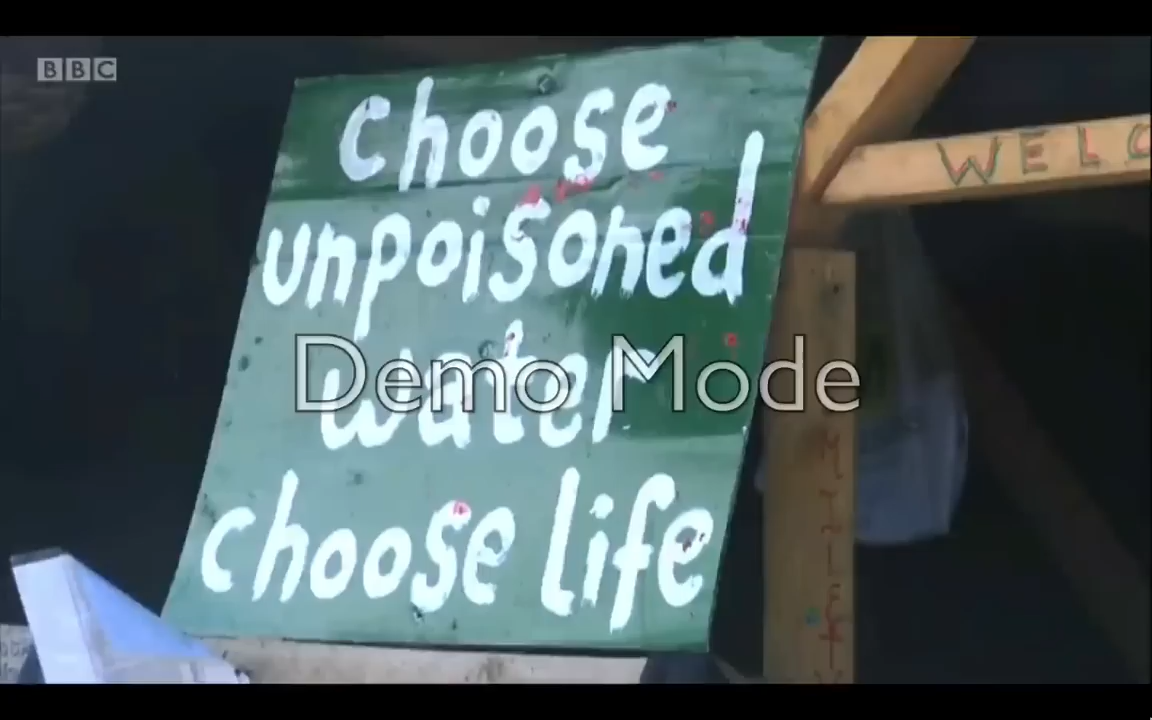 BBC
choose
unpoisoned
water
choose life
WELC
Demo Mode